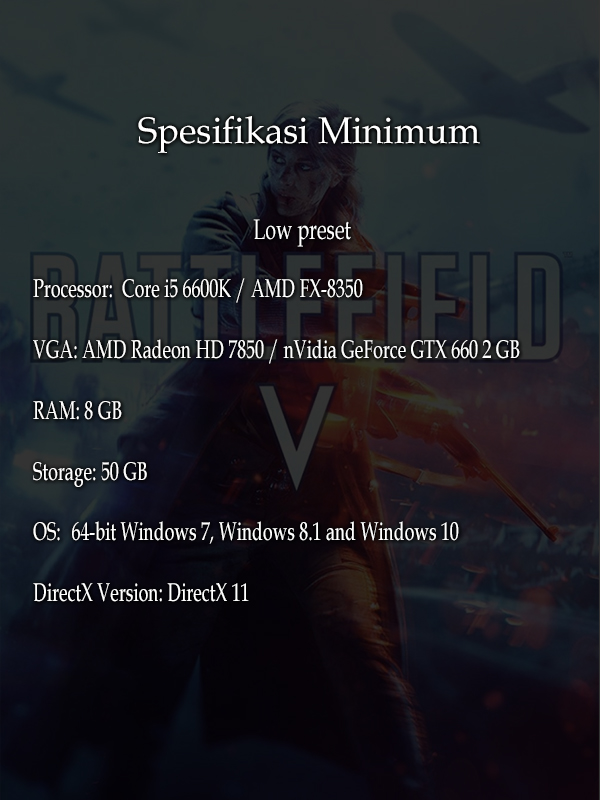 Spesifikasi Minimum
Low preset
BATTLEFIELD
Processor: Core i5 6600K / AMD FX-8350
VGA: AMD Radeon HD 7850 / nVidia GeForce GTX 660 2 GB
V
RAM: 8 GB
Storage: 50 GB
OS: 64-bit Windows 7, Windows 8.1 and Windows 10
DirectX Version: DirectX 11